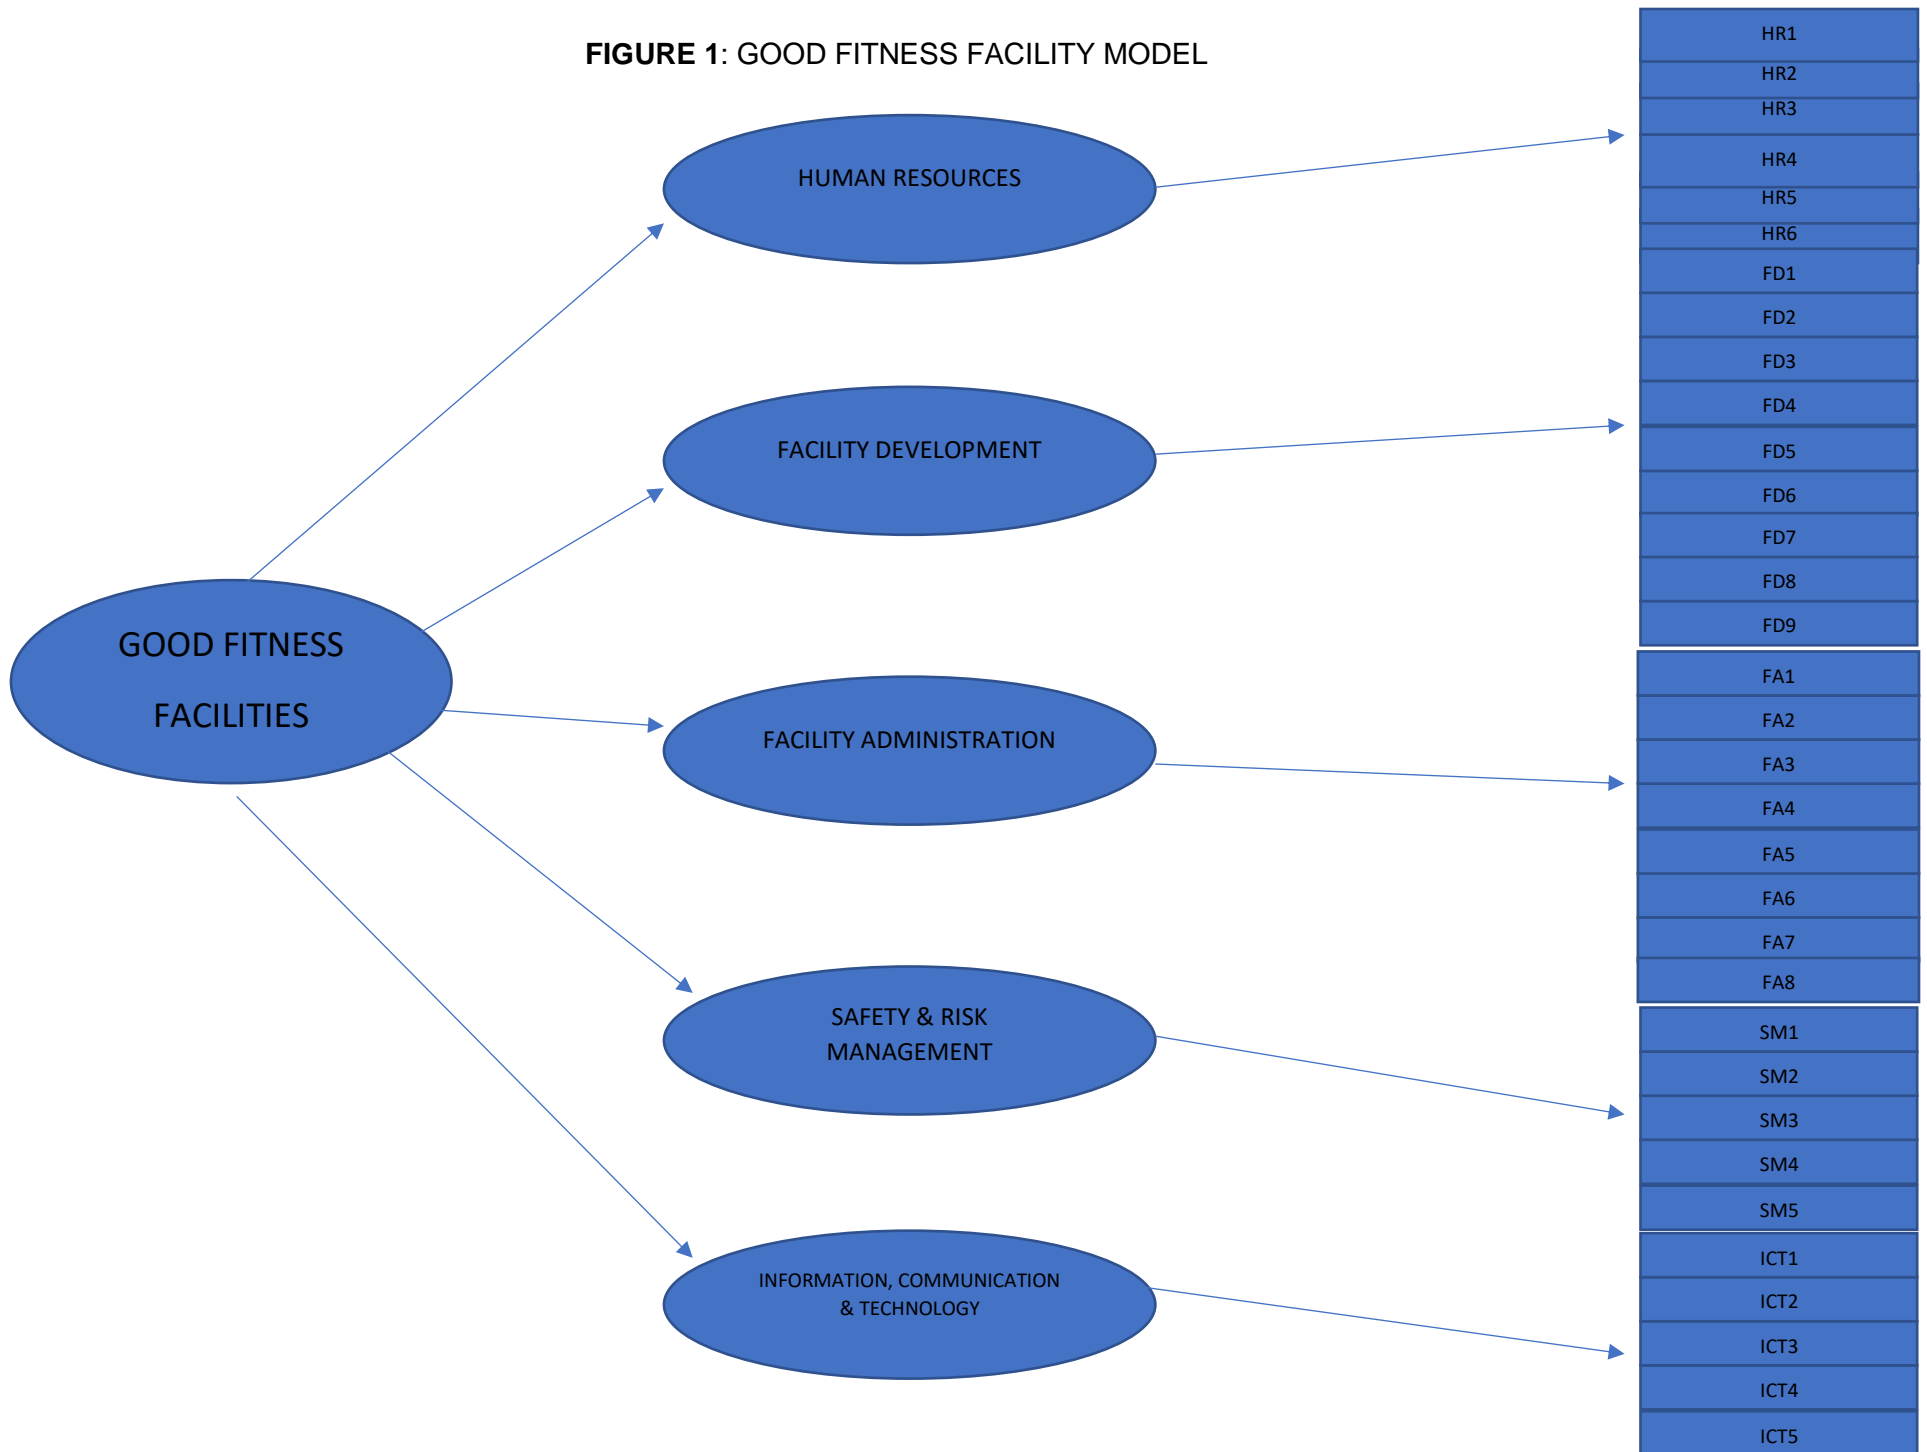 FIGURE 1: GOOD FITNESS FACILITY MODEL
GOOD FITNESS
FACILITIES
HUMAN RESOURCES
FACILITY DEVELOPMENT
FACILITY ADMINISTRATION
SAFETY & RISK
MANAGEMENT
INFORMATION, COMMUNICATION
& TECHNOLOGY
HR1
HR2
HR3
HR4
HR5
HR6
FD1
FD2
FD3
FD4
FD5
FD6
FD7
FD8
FD9
FA1
FA2
FA3
FA4
FA5
FA6
FA7
FA8
SM1
SM2
SM3
SM4
SM5
ICT1
ICT2
ICT3
ICT4
ICT5